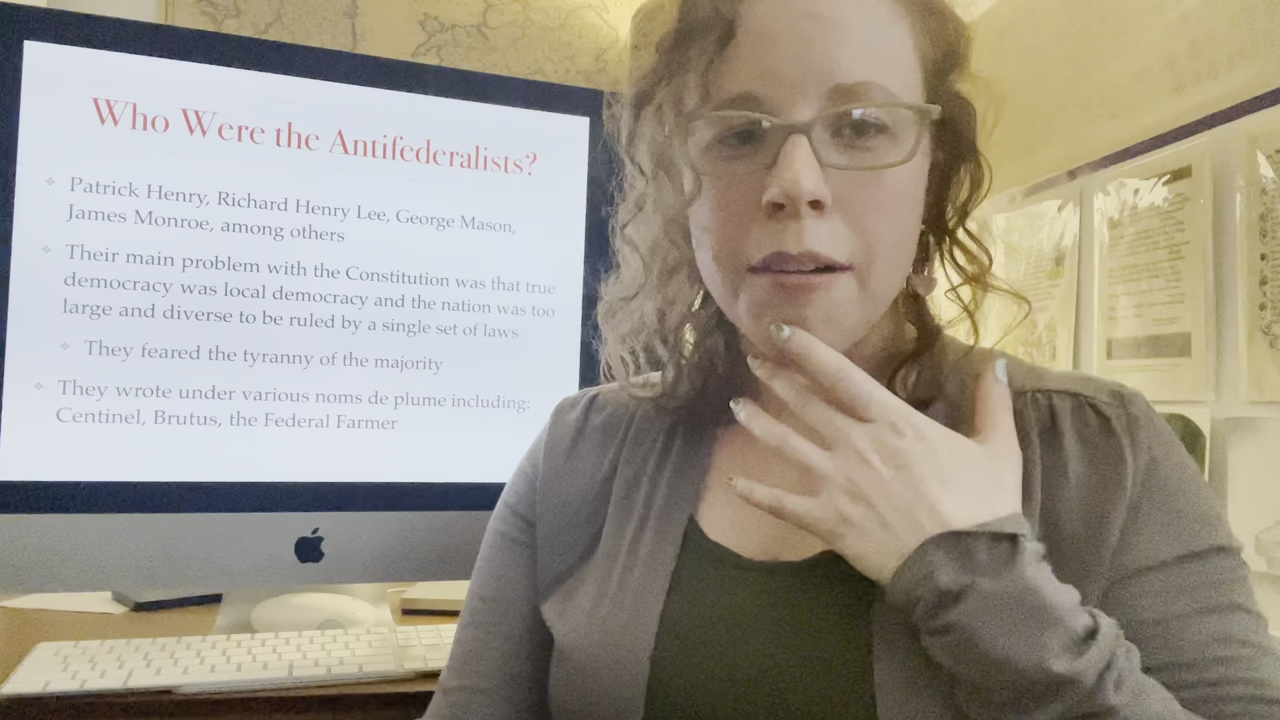 Who Were the Antifederalists?
Patrick Henry, Richard Henry Lee, George Mason,
James Monroe, among others
Their main problem with the Constitution was that true
democracy was local democracy and the nation was too
large and diverse to be ruled by a single set of laws
They feared the tyranny of the majority
They wrote under various noms de plume including:
Centinel, Brutus, the Federal Farmer